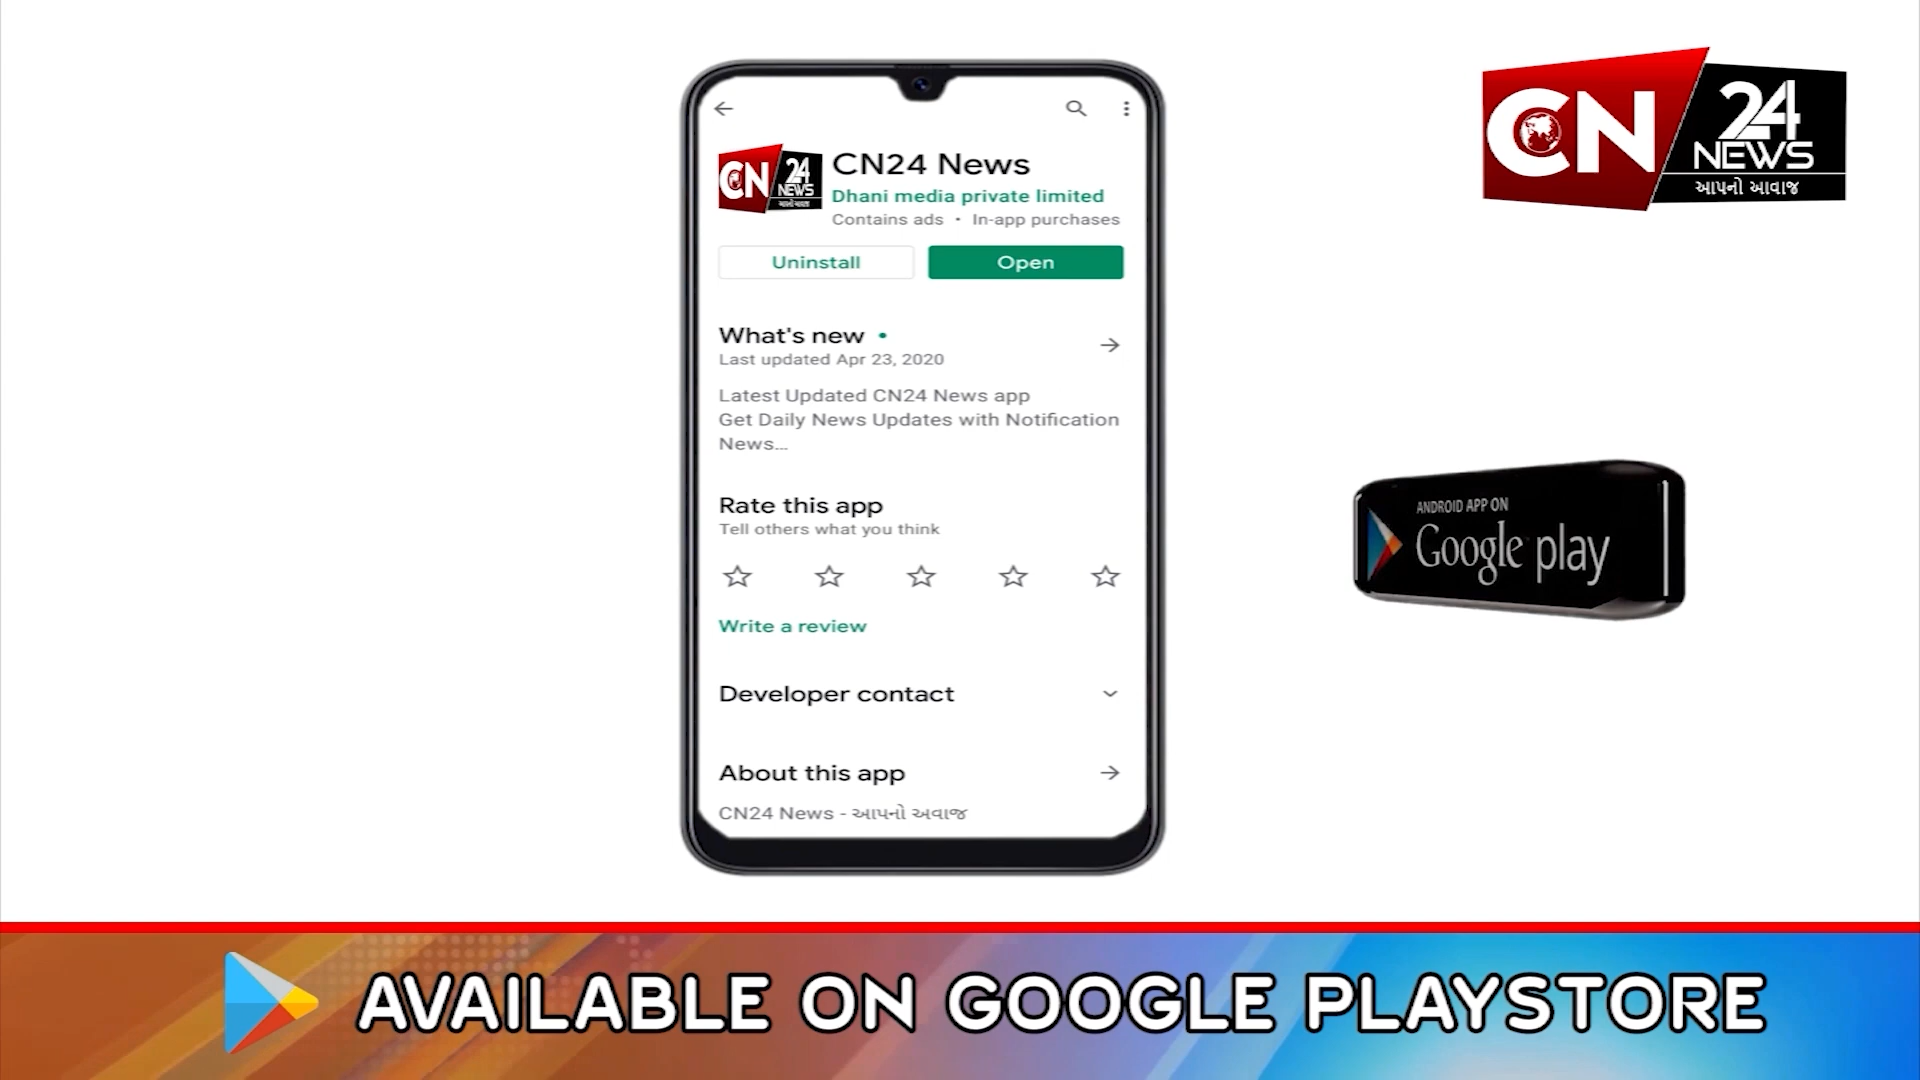 CN24 News
Dhani media private limited
Contains ads • In-app purchases
Uninstall
Open
What's new •
Last updated Apr 23, 2020
Latest Updated CN24 News app
Get Daily News Updates with Notification
News...
Rate this app
Tell others what you think
Write a review
Developer contact
About this app
CN24 News - આપનો અવાજ
CN
24
NEWS
CN
24
NEWS
આપનો અવાજ
ANDROID APP ON
Google play
AVAILABLE ON GOOGLE PLAYSTORE